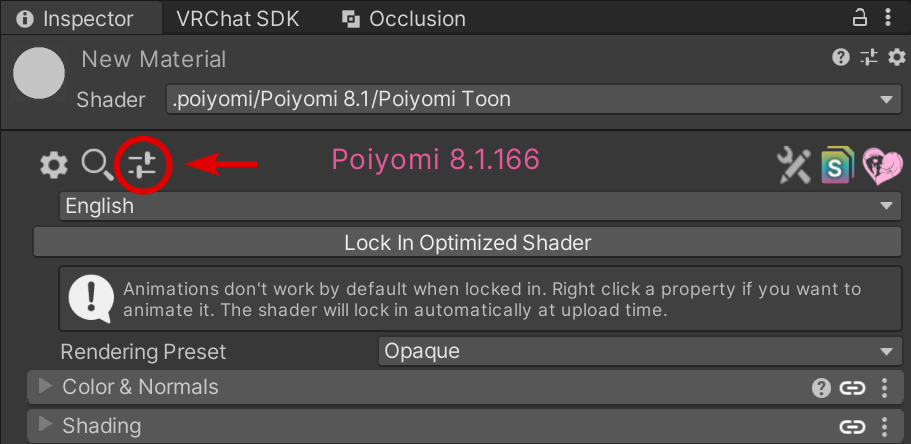 Inspector VRChat SDK Occlusion
New Material
Shader .poiyomi/Poiyomi 8.1/Poiyomi Toon
Poiyomi 8.1.166
S
English
Lock In Optimized Shader
Animations don't work by default when locked in. Right click a property if you want to
animate it. The shader will lock in automatically at upload time.
Rendering Preset Opaque
Color & Normals
Shading